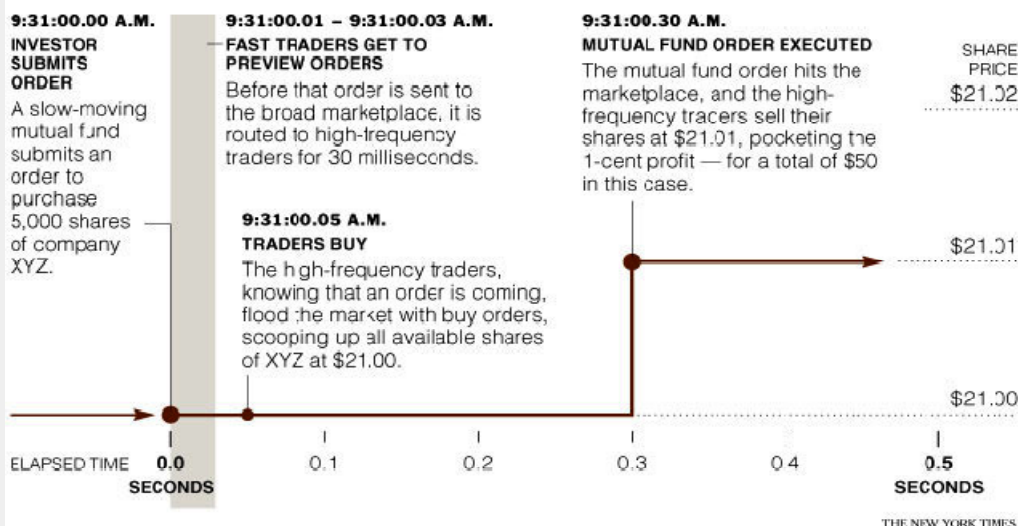 9:31:00.00 A.M.
INVESTOR
SUBMITS
ORDER
A slow-moving
mutual fund
submits an
order to
purchase
5,000 shares
of company
XYZ.
9:31:00.01 – 9:31:00.03 A.M.
FAST TRADERS GET TO
PREVIEW ORDERS
Before that order is sent to
the broad marketplace, it is
routed to high-frequency
traders for 30 milliseconds.
9:31:00.05 A.M.
TRADERS BUY
The high-frequency traders,
knowing that an order is coming,
flood the market with buy orders,
scooping up all available shares
of XYZ at $21.00.
9:31:00.30 A.M.
MUTUAL FUND ORDER EXECUTED
The mutual fund order hits the
marketplace, and the high-
frequency traders sell their
shares at $21.01, pocketing the
1-cent profit — for a total of $50
in this case.
SHARE
PRICE
$21.02
$21.01
$21.00
ELAPSED TIME 0.0 0.1 0.2 0.3 0.4 0.5
SECONDS SECONDS
THE NEW YORK TIMES